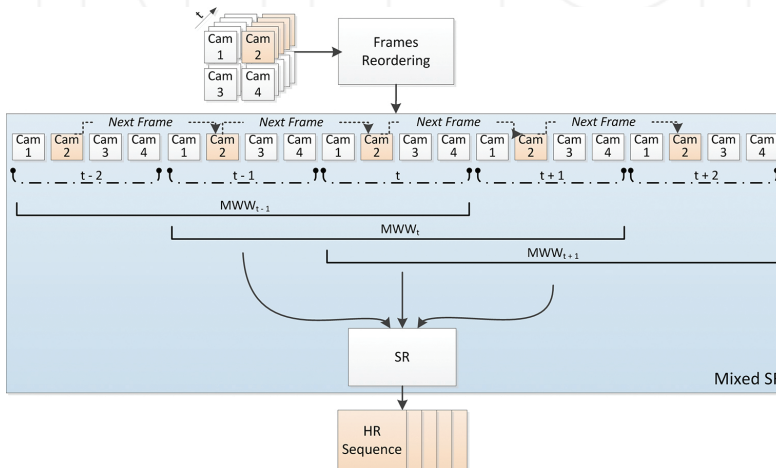 t
Cam Cam
1 2
Cam Cam
3 4
Frames
Reordering
Next Frame Next Frame Next Frame Next Frame
Cam Cam Cam Cam Cam Cam Cam Cam Cam Cam Cam Cam Cam Cam Cam Cam Cam Cam Cam Cam
1 2 3 4 1 2 3 4 1 2 3 4 1 2 3 4 1 2 3 4
t - 2 t - 1 t t + 1 t + 2
MWWt-1
MWWt
MWWt+1
SR
Mixed
HR
Sequence